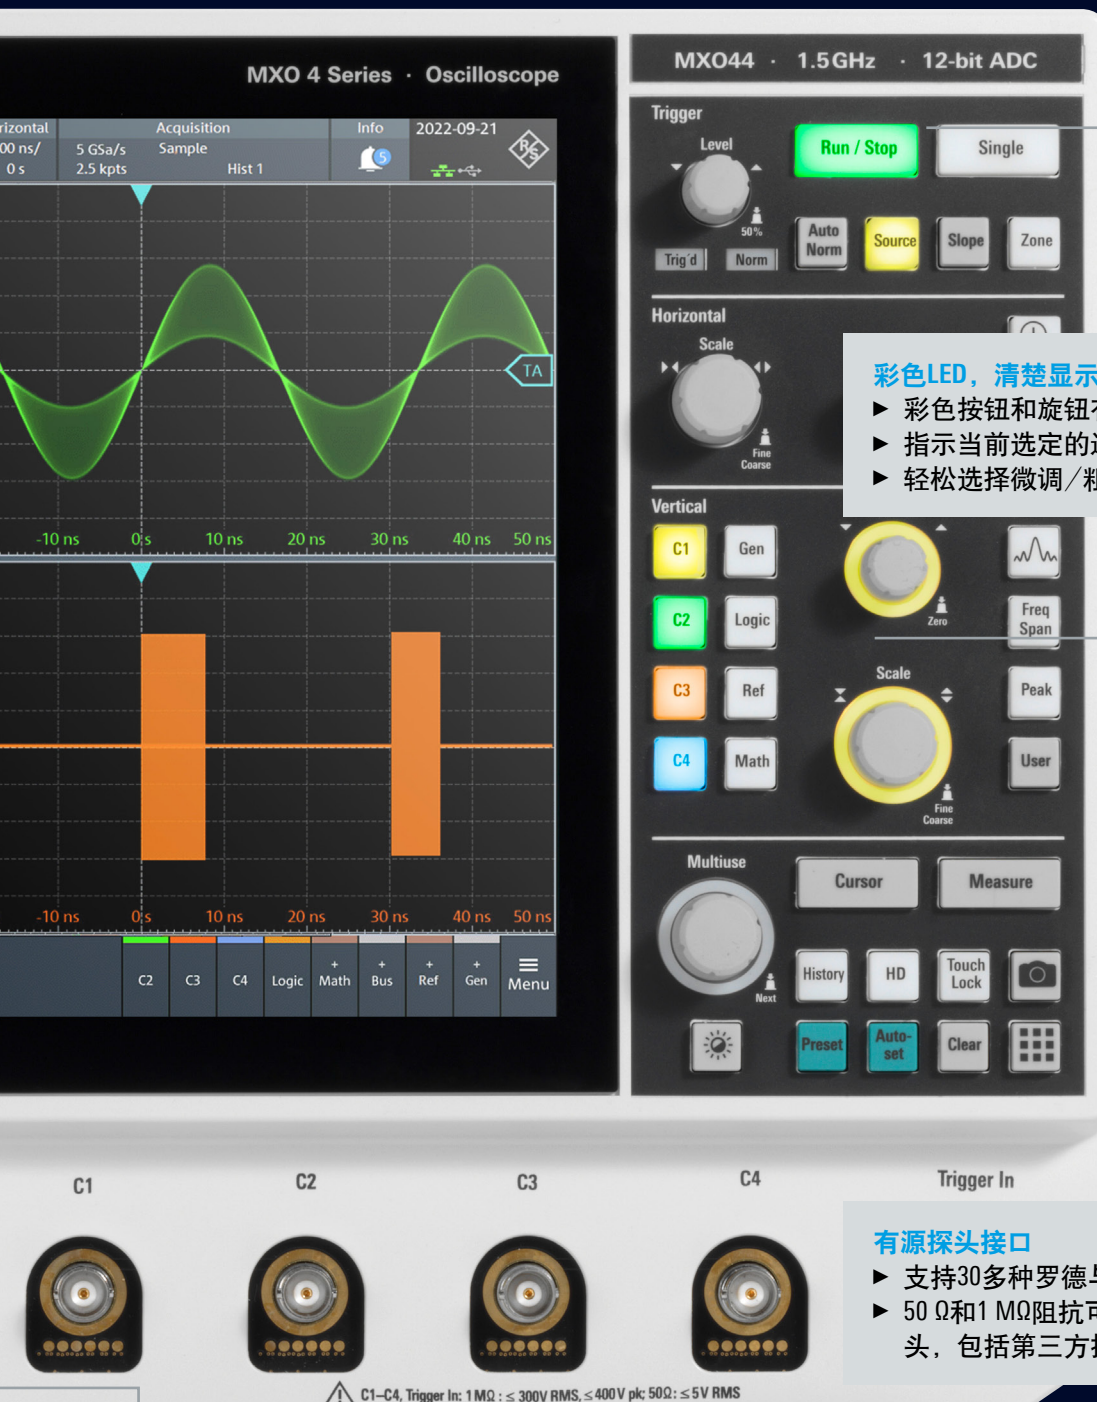 MXO 4 Series · Oscilloscope
MXO44 · 1.5 GHz · 12-bit ADC
rizontal
00 ns/
0 s
Acquisition
5 GSa/s
Sample
2.5 kpts
Hist 1
Info
5
2022-09-21
R S
TA
-10 ns 0 s 10 ns 20 ns 30 ns 40 ns 50 ns
-10 ns 0 s 10 ns 20 ns 30 ns 40 ns 50 ns
C2
C3
C4
Logic
+ Math
+ Bus
+ Ref
+ Gen
Menu
Trigger
Level
50%
Run / Stop
Single
Trig'd
Norm
Auto
Norm
Source
Slope
Zone
Horizontal
Scale
Fine
Coarse
彩色LED，清楚显示
► 彩色按钮和旋钮
► 指示当前选定的
► 轻松选择微调/粗
Vertical
C1
Gen
C2
Logic
C3
Ref
C4
Math
Zero
Scale
Fine
Coarse
Freq
Span
Peak
User
Multiuse
Next
Cursor
Measure
History
HD
Touch
Lock
Preset
Auto-
set
Clear
C1
C2
C3
C4
Trigger In
有源探头接口
► 支持30多种罗德
► 50 Ω和1 MΩ阻抗可
头，包括第三方
C1–C4, Trigger In: 1 MΩ : ≤ 300V RMS, ≤ 400 V pk; 50Ω: ≤ 5 V RMS